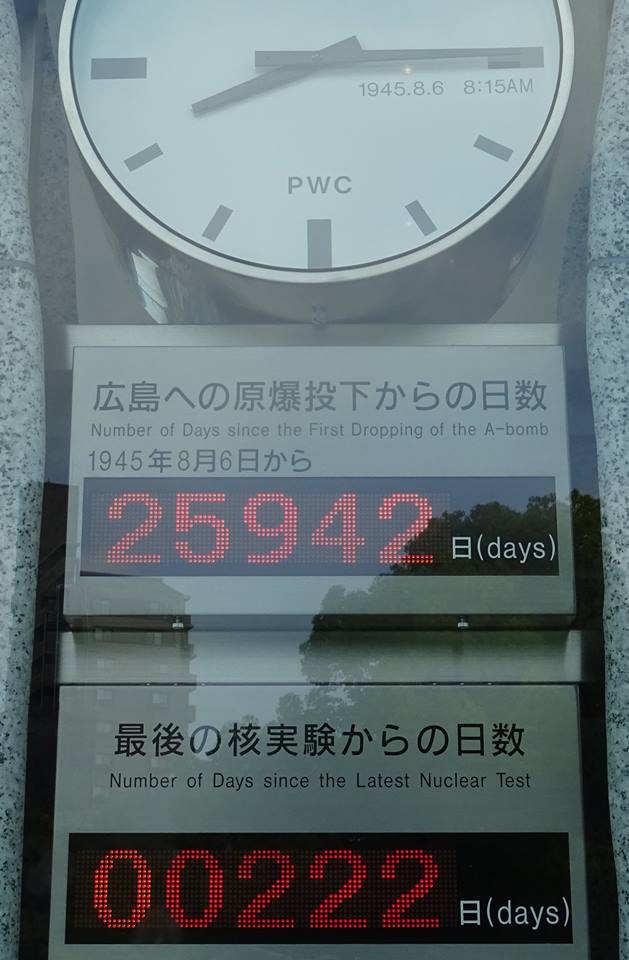 1945.8.6 8:15AM
PWC
広島への原爆投下からの日数
Number of Days since the First Dropping of the A-bomb
1945年8月6日から
25942 日(days)
最後の核実験からの日数
Number of Days since the Latest Nuclear Test
00222 日(days)